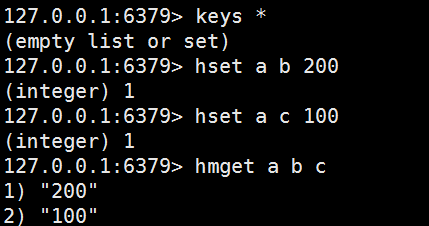 127.0.0.1:6379> keys *
(empty list or set)
127.0.0.1:6379> hset a b 200
(integer) 1
127.0.0.1:6379> hset a c 100
(integer) 1
127.0.0.1:6379> hmget a b c
1) "200"
2) "100"